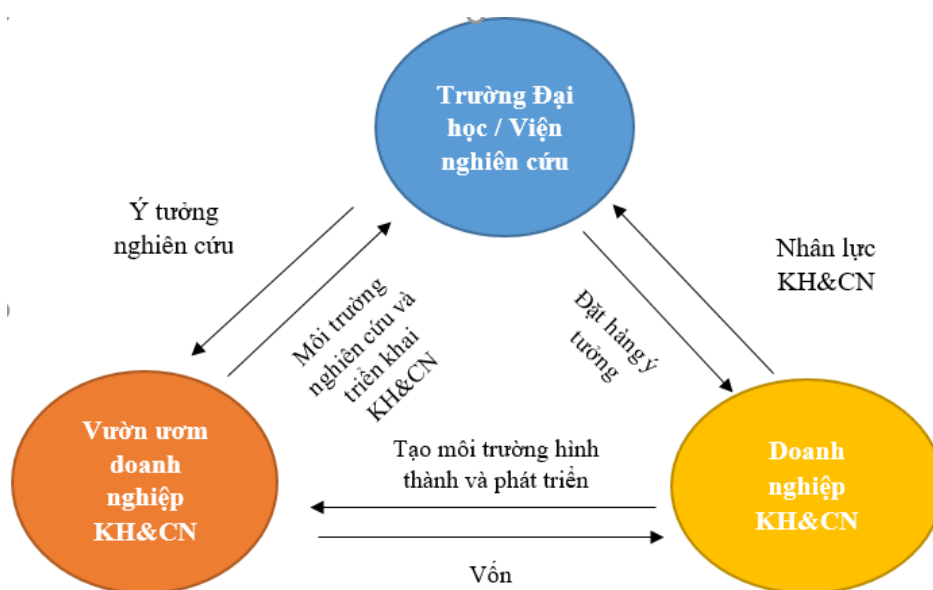 Trường Đại
học / Viện
nghiên cứu
Ý tưởng
nghiên cứu
Môi trường
nghiên cứu và
triển khai
KH&CN
Đặt hàng ý
tưởng
Nhân lực
KH&CN
Vườn ươm
doanh
nghiệp
KH&CN
Tạo môi trường hình
thành và phát triển
Vốn
Doanh
nghiệp
KH&CN